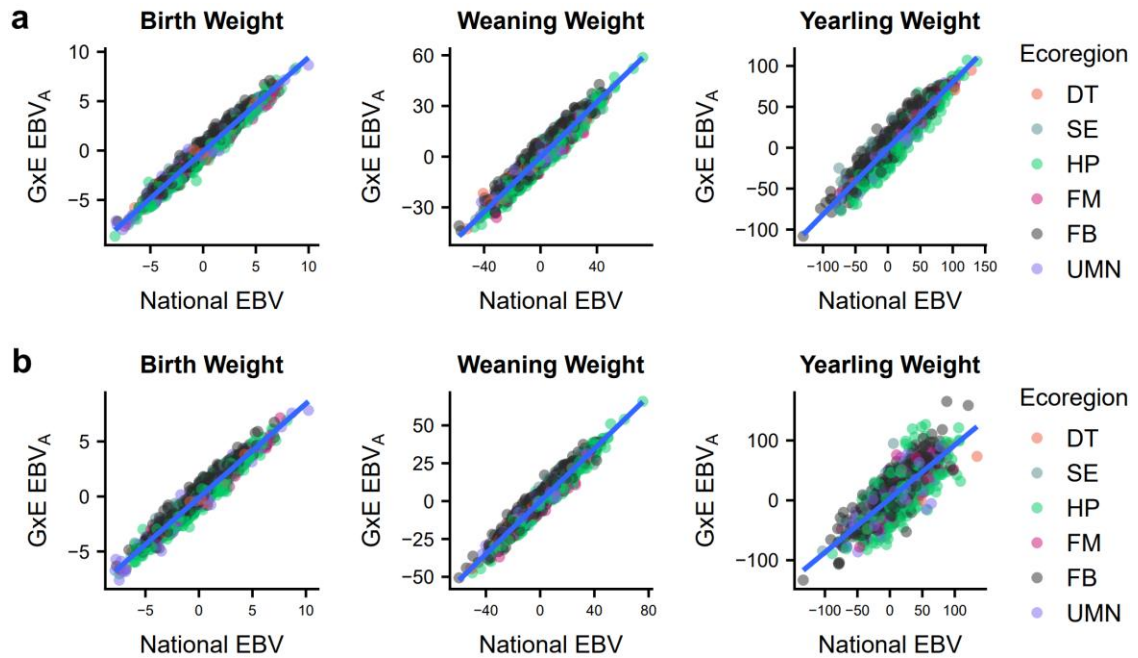 a
Birth Weight
Weaning Weight
Yearling Weight
10
5
0
−5
−5
0
5
10
GxE EBVA
National EBV
60
30
0
−30
−40
0
40
GxE EBVA
National EBV
100
50
0
−50
−100
−100
−50
0
50
100
150
GxE EBVA
National EBV
Ecoregion
DT
SE
HP
FM
FB
UMN
b
Birth Weight
Weaning Weight
Yearling Weight
5
0
−5
−5
0
5
10
GxE EBVA
National EBV
50
25
0
−25
−50
−40
0
40
80
GxE EBVA
National EBV
100
0
−100
−100
−50
0
50
100
GxE EBVA
National EBV
Ecoregion
DT
SE
HP
FM
FB
UMN